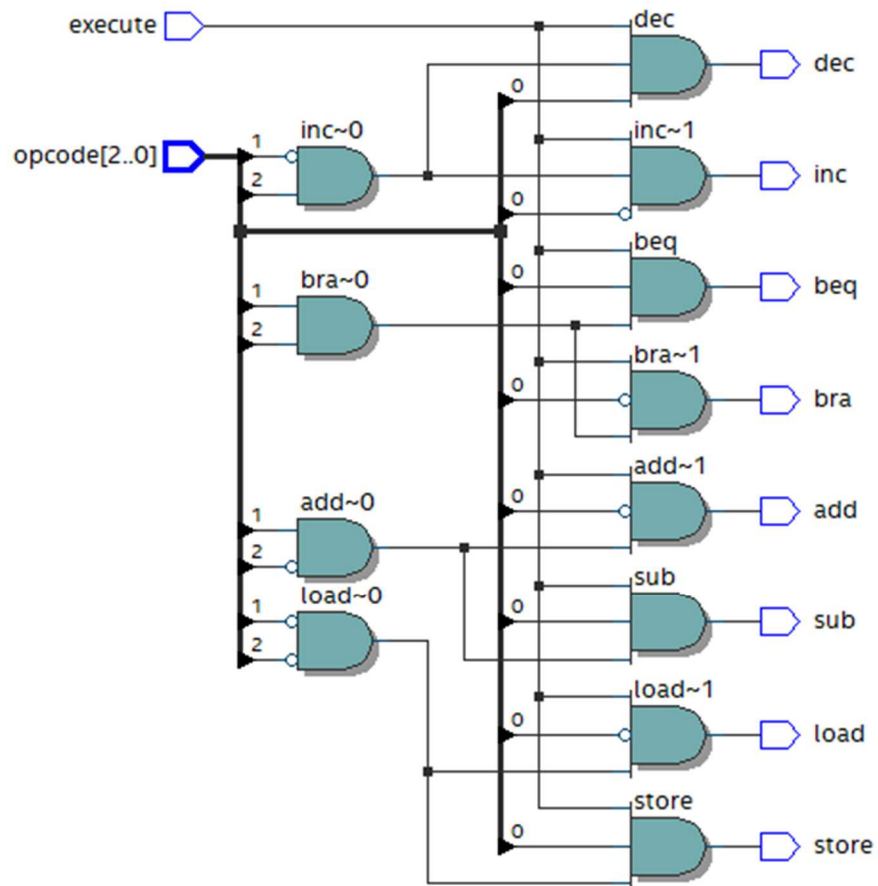 execute
dec
0
dec
opcode[2..0]
1
inc~0
2
inc~1
0
inc
beq
0
beq
1
bra~0
2
bra~1
0
bra
add~1
0
add
1
add~0
2
sub
0
sub
load~0
1
2
load~1
0
load
store
0
store